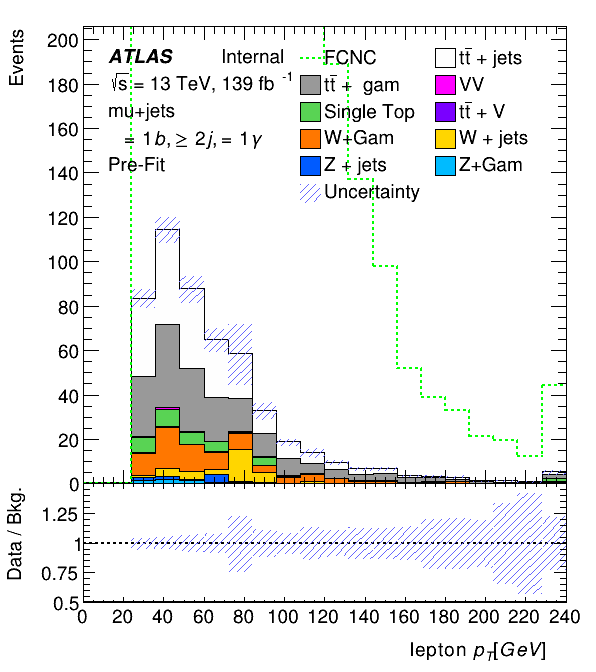 Events
200
180
160
140
120
100
80
60
40
20
0
ATLAS Internal
√s = 13 TeV, 139 fb⁻¹
mu+jets
= 1b, ≥ 2j, = 1γ
Pre-Fit
FCNC
tt̄ + jets
tt̄ + gam
VV
Single Top
tt̄ + V
W+Gam
W + jets
Z + jets
Z+Gam
Uncertainty
Data / Bkg.
1.25
1
0.75
0.5
0 20 40 60 80 100 120 140 160 180 200 220 240
lepton p_T[GeV]